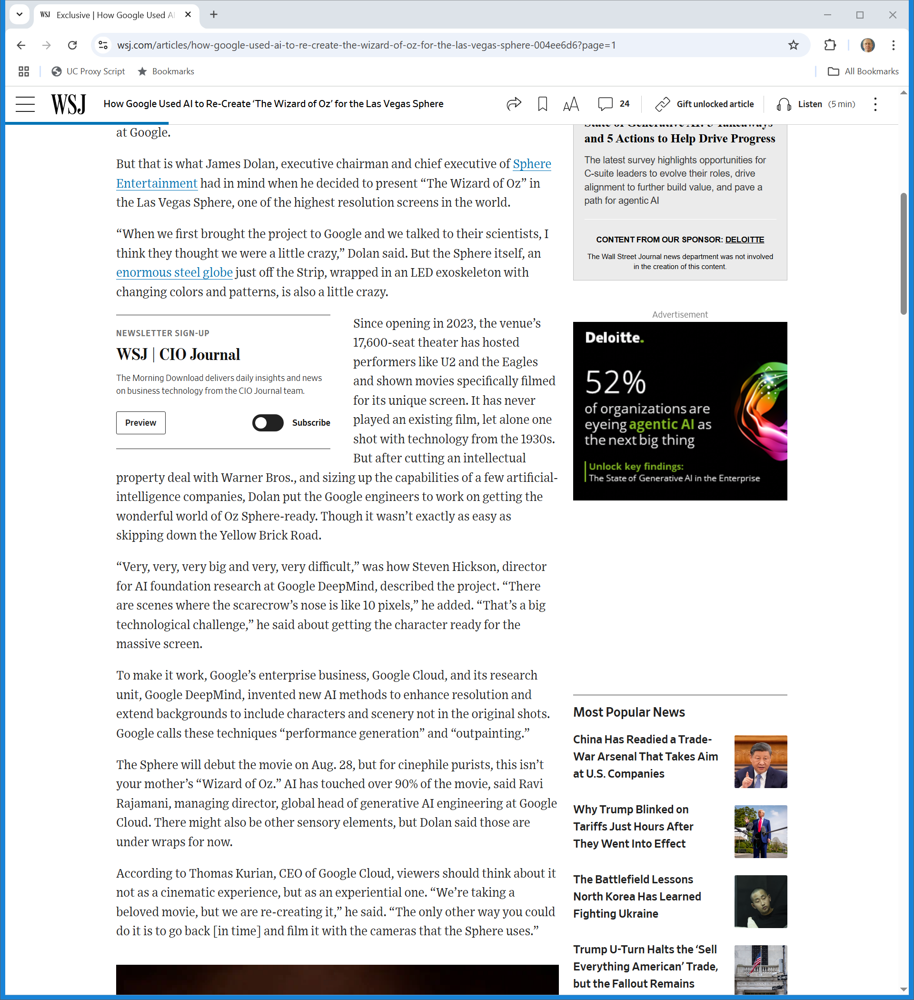 WSJ Exclusive | How Google Used AI
wsj.com/articles/how-google-used-ai-to-re-create-the-wizard-of-oz-for-the-las-vegas-sphere-004ee6d6?page=1
UC Proxy Script
Bookmarks
All Bookmarks
WSJ
How Google Used AI to Re-Create ‘The Wizard of Oz’ for the Las Vegas Sphere
AA
24
Gift unlocked article
Listen (5 min)
at Google.
But that is what James Dolan, executive chairman and chief executive of Sphere
Entertainment had in mind when he decided to present “The Wizard of Oz” in
the Las Vegas Sphere, one of the highest resolution screens in the world.
“When we first brought the project to Google and we talked to their scientists, I
think they thought we were a little crazy,” Dolan said. But the Sphere itself, an
enormous steel globe just off the Strip, wrapped in an LED exoskeleton with
changing colors and patterns, is also a little crazy.
NEWSLETTER SIGN-UP
WSJ | CIO Journal
The Morning Download delivers daily insights and news
on business technology from the CIO Journal team.
Preview
Subscribe
Since opening in 2023, the venue’s
17,600-seat theater has hosted
performers like U2 and the Eagles
and shown movies specifically filmed
for its unique screen. It has never
played an existing film, let alone one
shot with technology from the 1930s.
But after cutting an intellectual
property deal with Warner Bros., and sizing up the capabilities of a few artificial-
intelligence companies, Dolan put the Google engineers to work on getting the
wonderful world of Oz Sphere-ready. Though it wasn’t exactly as easy as
skipping down the Yellow Brick Road.
“Very, very, very big and very, very difficult,” was how Steven Hickson, director
for AI foundation research at Google DeepMind, described the project. “There
are scenes where the scarecrow’s nose is like 10 pixels,” he added. “That’s a big
technological challenge,” he said about getting the character ready for the
massive screen.
To make it work, Google’s enterprise business, Google Cloud, and its research
unit, Google DeepMind, invented new AI methods to enhance resolution and
extend backgrounds to include characters and scenery not in the original shots.
Google calls these techniques “performance generation” and “outpainting.”
The Sphere will debut the movie on Aug. 28, but for cinephile purists, this isn’t
your mother’s “Wizard of Oz.” AI has touched over 90% of the movie, said Ravi
Rajamani, managing director, global head of generative AI engineering at Google
Cloud. There might also be other sensory elements, but Dolan said those are
under wraps for now.
According to Thomas Kurian, CEO of Google Cloud, viewers should think about it
not as a cinematic experience, but as an experiential one. “We’re taking a
beloved movie, but we are re-creating it,” he said. “The only other way you could
do it is to go back [in time] and film it with the cameras that the Sphere uses.”
State of Generative AI: 5 Takeaways
and 5 Actions to Help Drive Progress
The latest survey highlights opportunities for
C-suite leaders to evolve their roles, drive
alignment to further build value, and pave a
path for agentic AI
CONTENT FROM OUR SPONSOR: DELOITTE
The Wall Street Journal news department was not involved
in the creation of this content.
Advertisement
Deloitte.
52%
of organizations are
eyeing agentic AI as
the next big thing
Unlock key findings:
The State of Generative AI in the Enterprise
Most Popular News
China Has Readied a Trade-
War Arsenal That Takes Aim
at U.S. Companies
Why Trump Blinked on
Tariffs Just Hours After
They Went Into Effect
The Battlefield Lessons
North Korea Has Learned
Fighting Ukraine
Trump U-Turn Halts the ‘Sell
Everything American’ Trade,
but the Fallout Remains